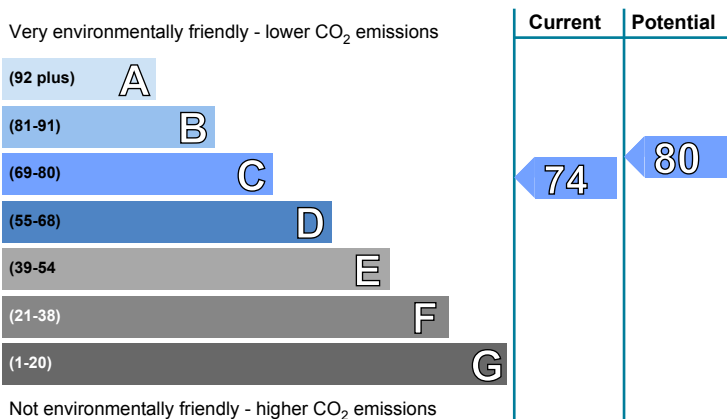 Current Potential
Very environmentally friendly - lower CO2 emissions
(92 plus) A
(81-91) B
(69-80) C
74
80
(55-68) D
(39-54 E
(21-38) F
(1-20) G
Not environmentally friendly - higher CO2 emissions